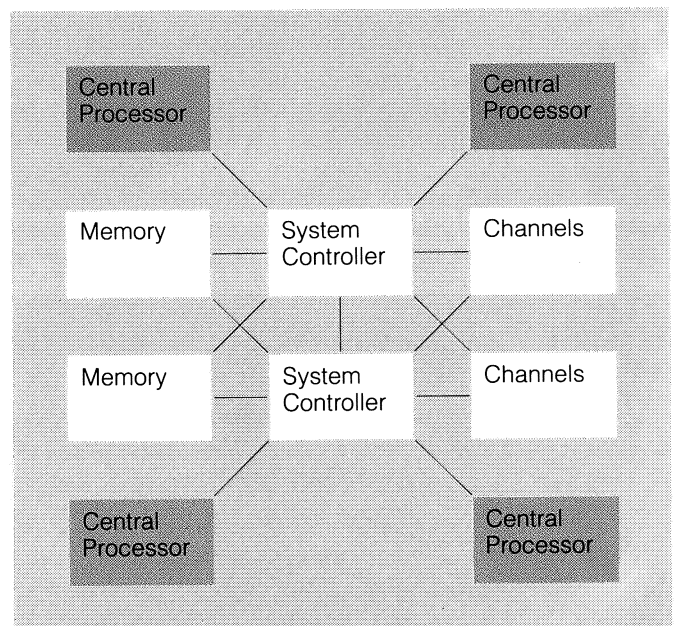 Central
Processor
Central
Processor
Memory
System
Controller
Channels
Memory
System
Controller
Channels
Central
Processor
Central
Processor